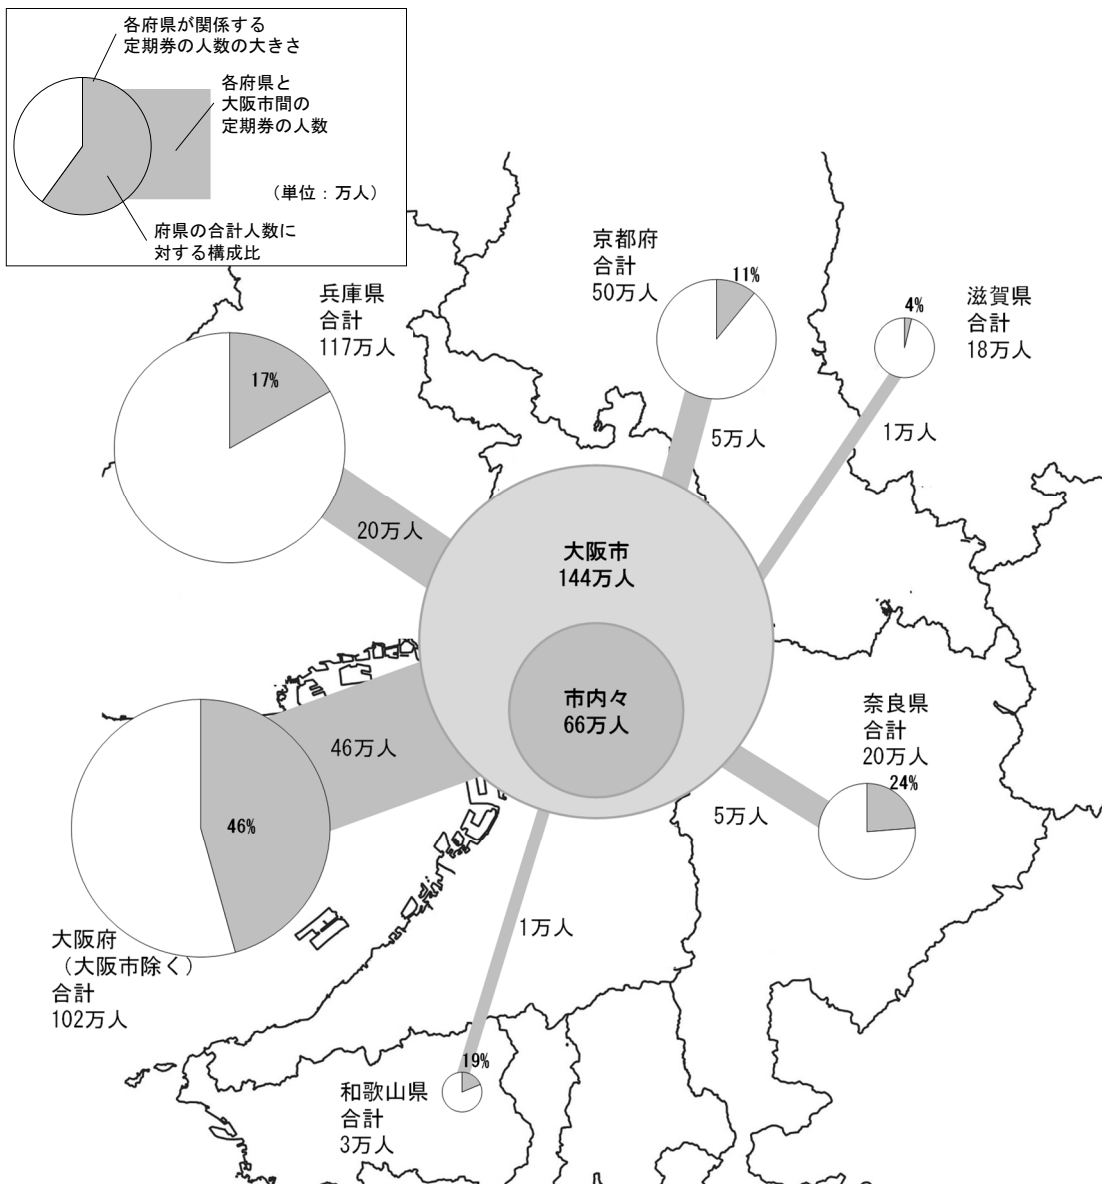 各府県が関係する
定期券の人数の大きさ
各府県と
大阪市間の
定期券の人数
（単位：万人）
府県の合計人数に
対する構成比
京都府
合計
50万人
11%
滋賀県
合計
18万人
4%
兵庫県
合計
117万人
17%
5万人
1万人
20万人
大阪市
144万人
市内々
66万人
46万人
奈良県
合計
20万人
24%
5万人
46%
大阪府
（大阪市除く）
合計
102万人
1万人
19%
和歌山県
合計
3万人